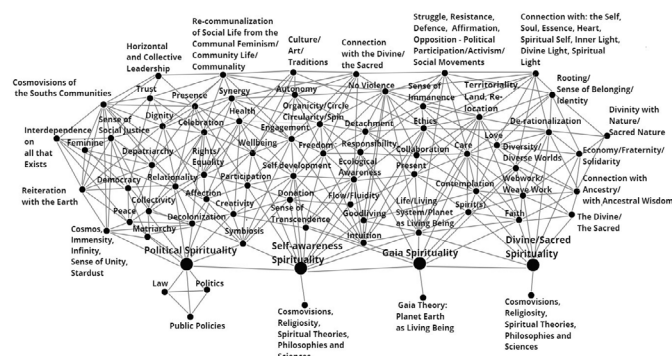 Re-communalization
of Social Life from the
Communal Feminism/
Community Life/
Communality
Struggle, Resistance,
Defence, Affirmation,
Opposition - Political
Participation/Activism/
Social Movements
Connection with: the Self,
Soul, Essence, Heart,
Spiritual Self, Inner Light,
Divine Light, Spiritual
Light
Horizontal
and Collective
Leadership
Culture/
Art/
Traditions
Connection
with the Divine/
the Sacred
Cosmovisions of
the Souths Communities
Trust
Presence
Synergy
Autonomy
No Violence
Sense of
Immanence
Territoriality,
Land, Re-
location
Rooting/
Sense of Belonging/
Identity
Dignity
Health
Organicity/Circle
Circularity/Spin
Divinity with
Nature/
Sacred Nature
Interdependence
on
all that
Exists
Sense of
Social Justice
Celebration
Engagement
Detachment
Ethics
De-rationalization
Feminine
Depatriarchy
Rights/
Equality
Wellbeing
Freedom
Responsibility
Collaboration
Love
Care
Diversity/
Diverse Worlds
Economy/Fraternity/
Solidarity
Self development
Ecological
Awareness
Present
Reiteration
with the Earth
Democracy
Relationality
Participation
Contemplation
Webwork/
Weave Work
Connection with
Ancestry/
with Ancestral Wisdom
Collectivity
Affection
Donation
Flow/Fluidity
Creativity
Sense of
Transcendence
Goodliving
Life/Living
System/Planet
as Living Being
Spirit(s)
Faith
Peace
Decolonization
The Divine/
The Sacred
Cosmos,
Immensity,
Infinity,
Sense of Unity,
Stardust
Matriarchy
Symbiosis
Intuition
Political Spirituality
Self-awareness
Spirituality
Gaia Spirituality
Divine/Sacred
Spirituality
Law
Politics
Public Policies
Cosmovisions,
Religiosity,
Spiritual Theories,
Philosophies and
Sciences
Gaia Theory:
Planet Earth
as Living Being
Cosmovisions,
Religiosity,
Spiritual Theories,
Philosophies and
Sciences